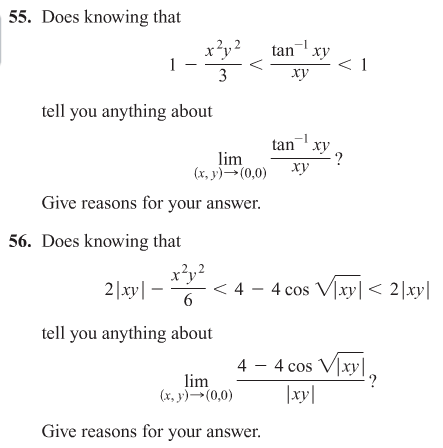 55. Does knowing that
1 − x²y²/3 < tan⁻¹ xy/xy < 1
tell you anything about
lim (x, y)→(0,0) tan⁻¹ xy/xy ?
Give reasons for your answer.
56. Does knowing that
2|xy| − x²y²/6 < 4 − 4 cos √|xy| < 2|xy|
tell you anything about
lim (x, y)→(0,0) 4 − 4 cos √|xy|/|xy| ?
Give reasons for your answer.